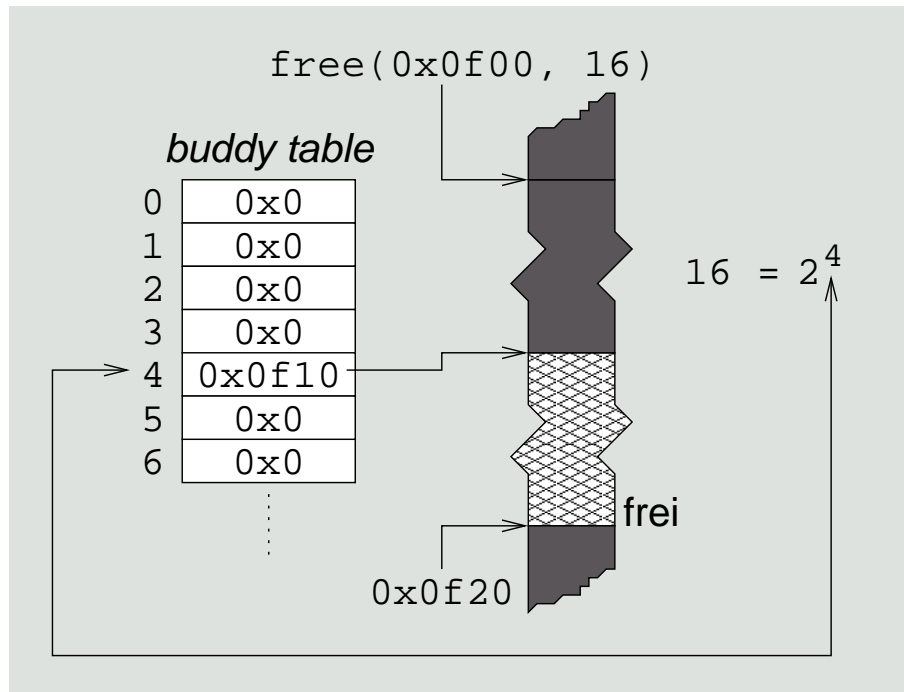 free(0x0f00, 16)
buddy table
0 0x0
1 0x0
2 0x0
3 0x0
4 0x0f10
5 0x0
6 0x0
16 = 2^4
frei
0x0f20